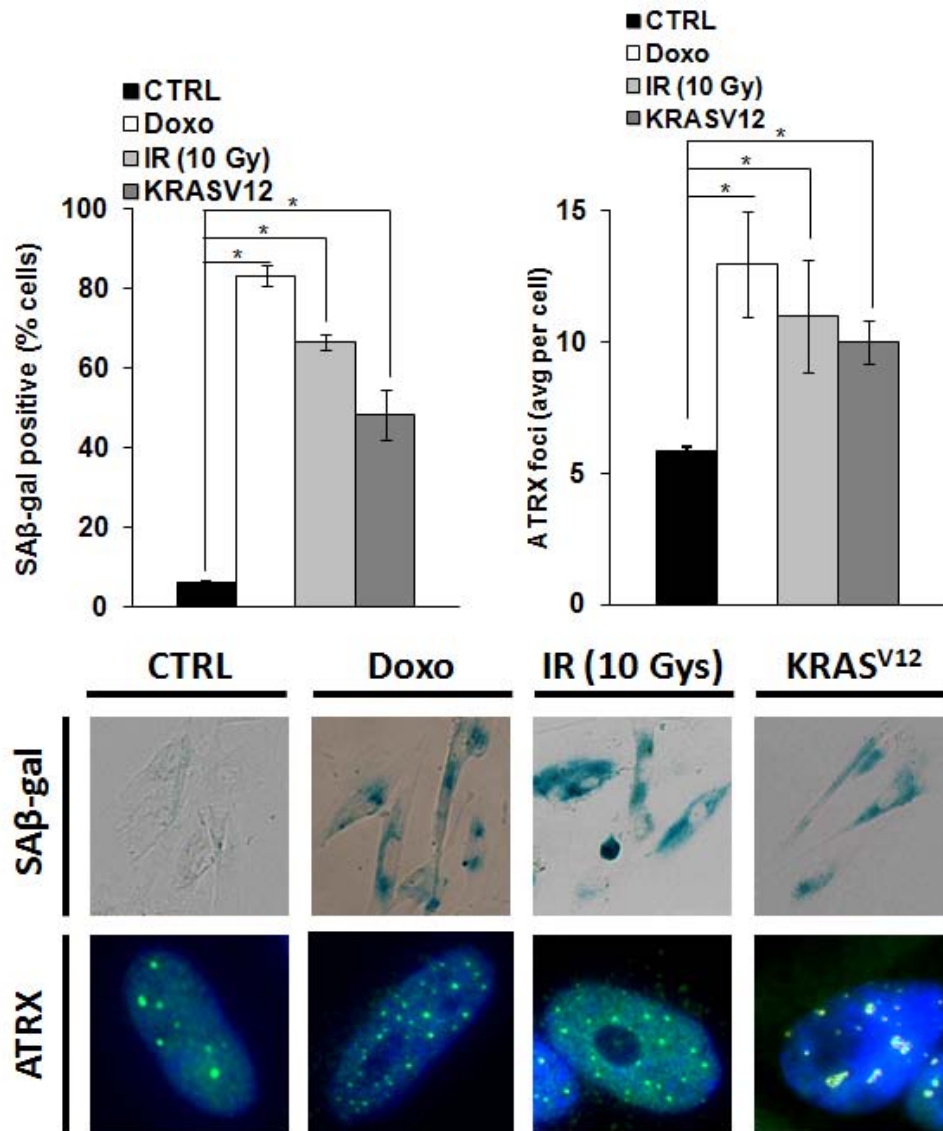 CTRL
Doxo
IR (10 Gy)
KRASV12
SAβ-gal positive (% cells)
100
80
60
40
20
0
*
*
*
CTRL
Doxo
IR (10 Gy)
KRASV12
ATRX foci (avg per cell)
15
10
5
0
*
*
*
CTRL
Doxo
IR (10 Gys)
KRASV12
SAβ-gal
ATRX